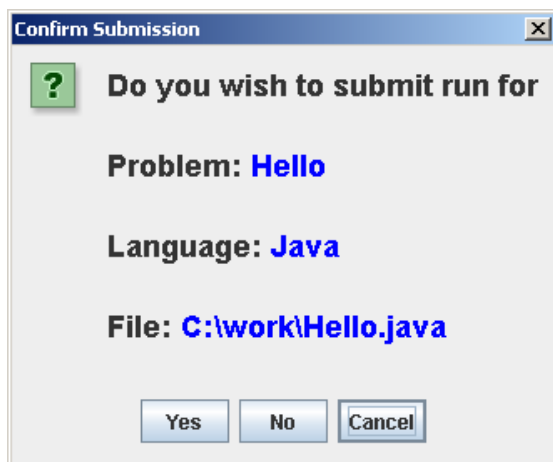 Confirm Submission
?
Do you wish to submit run for
Problem: Hello
Language: Java
File: C:\work\Hello.java
Yes No Cancel